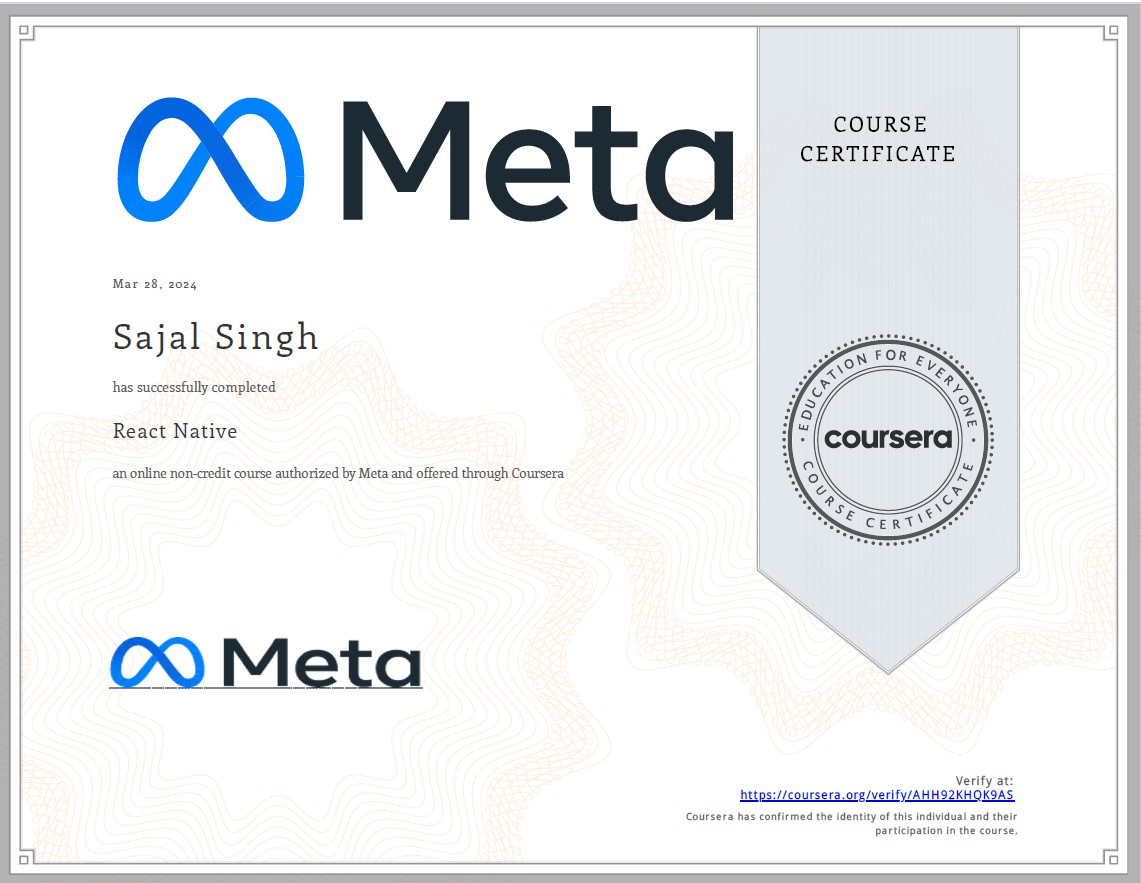 Meta
COURSE
CERTIFICATE
Mar 28, 2024
Sajal Singh
has successfully completed
React Native
an online non-credit course authorized by Meta and offered through Coursera
EDUCATION FOR EVERYONE
coursera
COURSE CERTIFICATE
Meta
Verify at:
https://coursera.org/verify/AHH92KHQK9AS
Coursera has confirmed the identity of this individual and their
participation in the course.